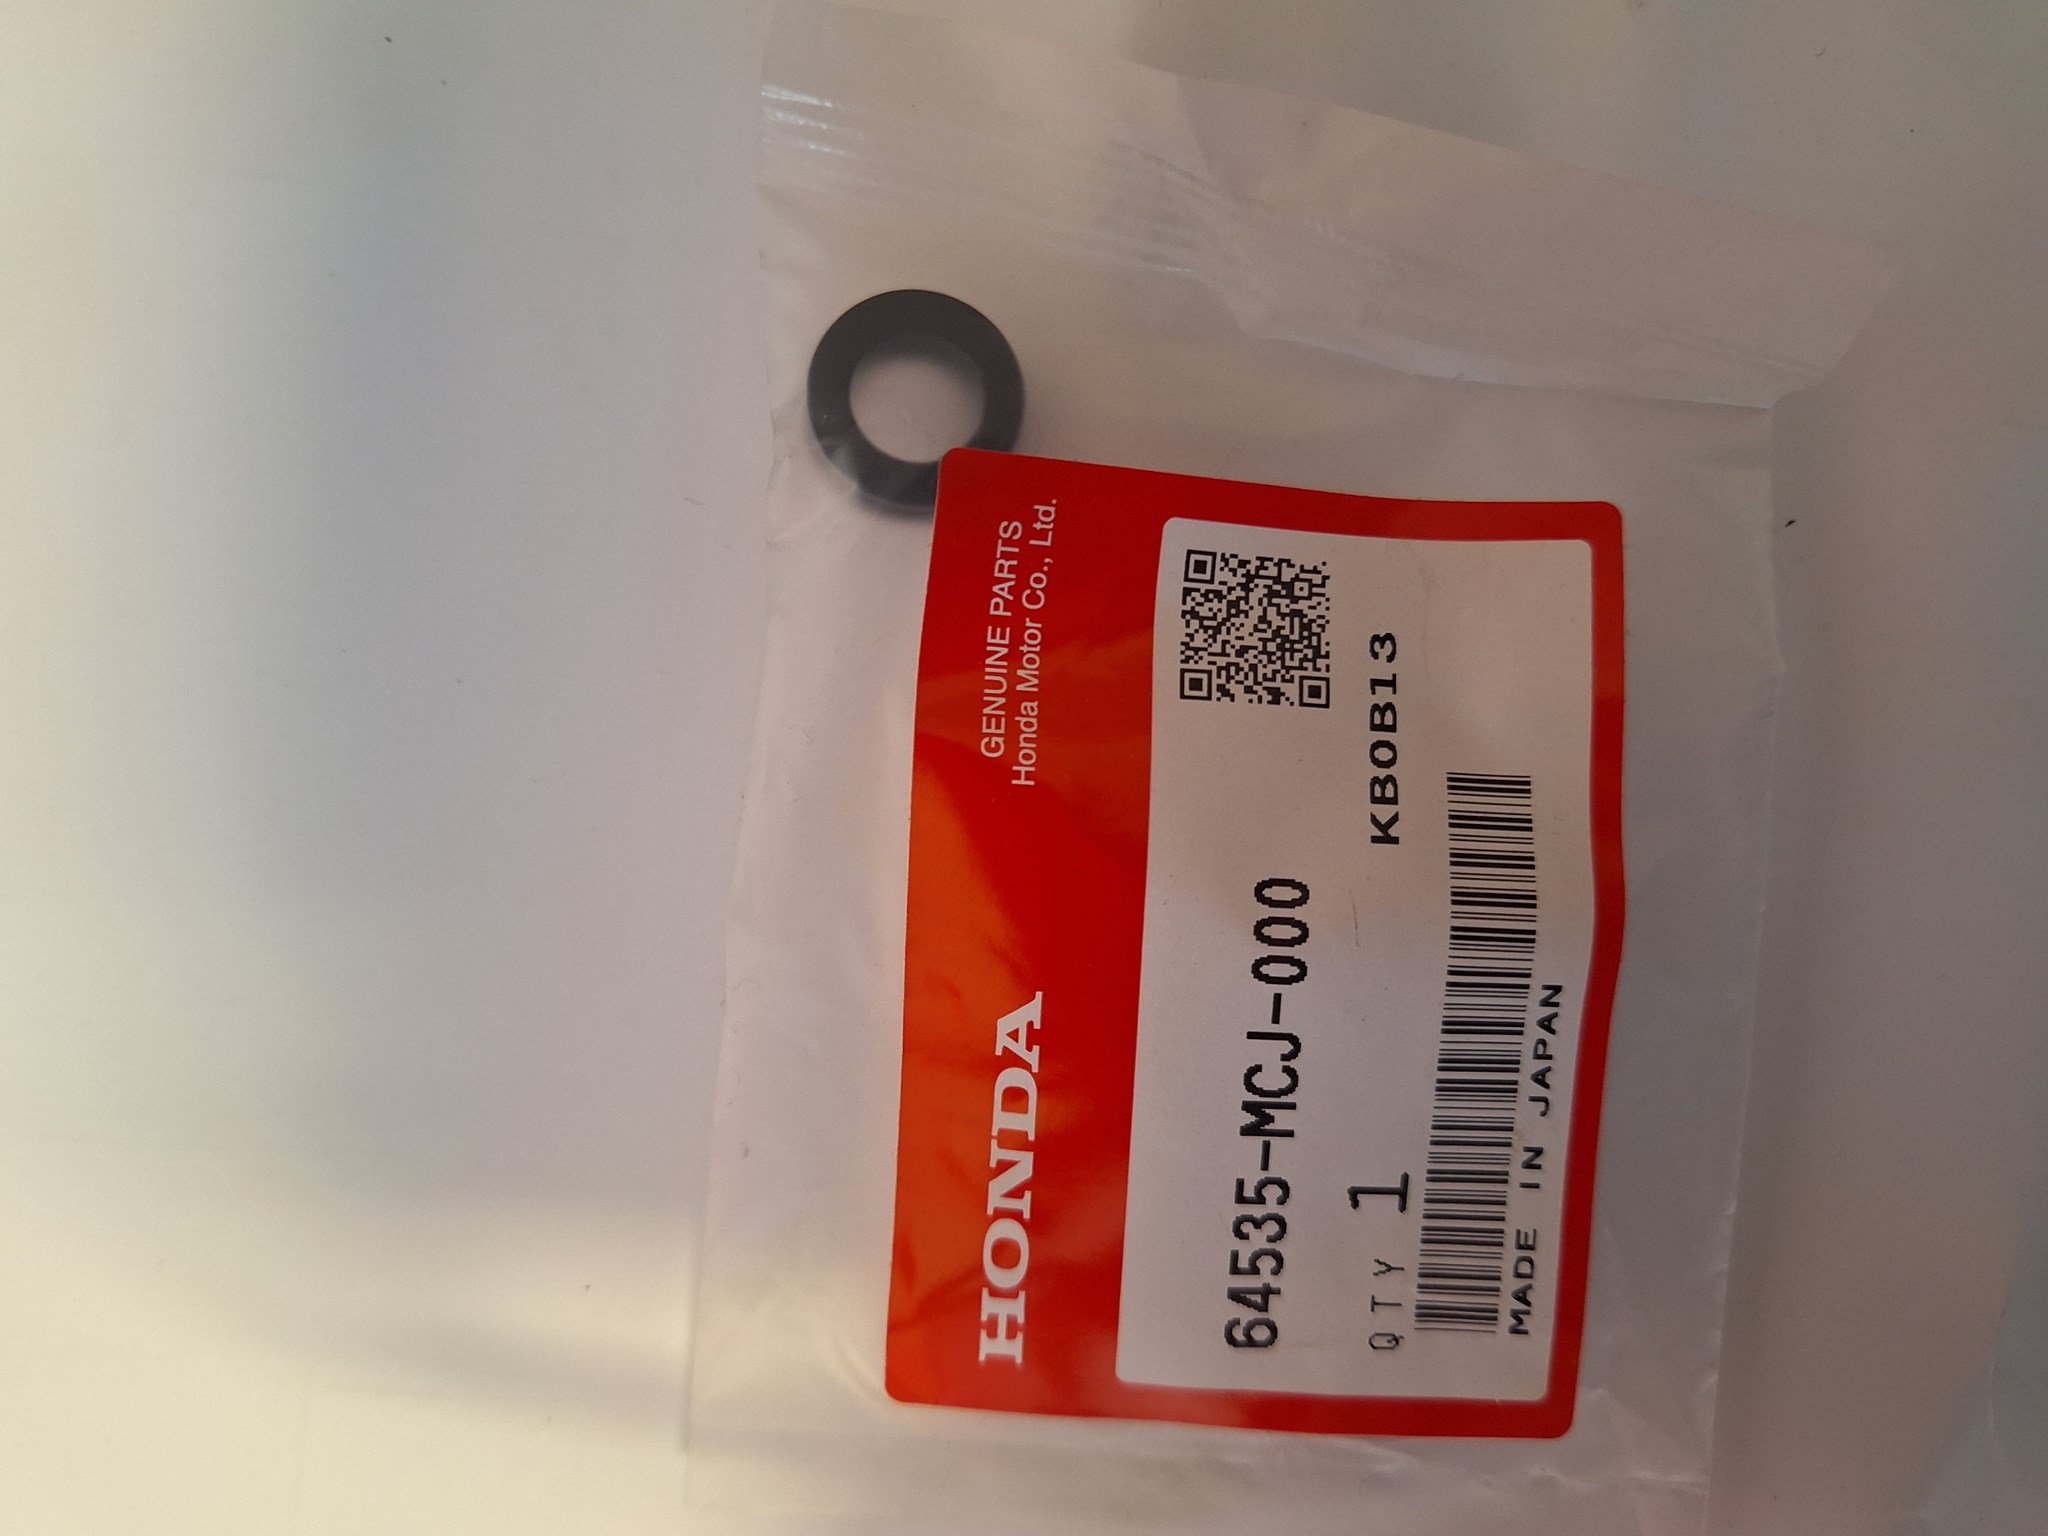 HONDA
GENUINE PARTS
Honda Motor Co., Ltd.
64535-MCJ-000
QTY 1
KB0B13
MADE IN JAPAN